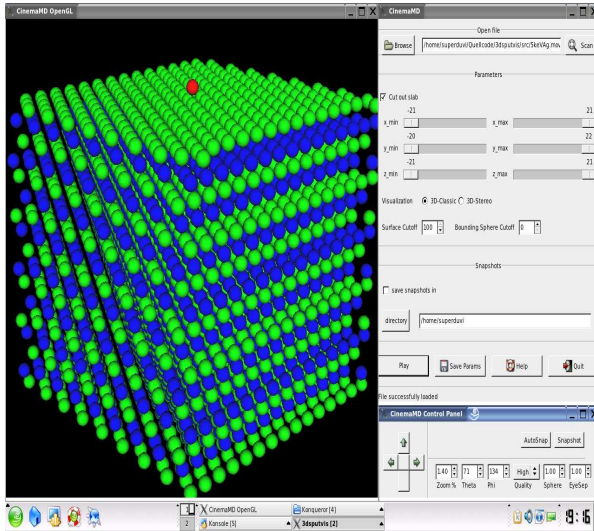 CinemaMD OpenGL
CinemaMD
Open file
Browse
/home/superduvi/Quellcode/3dsputvis/src/5keVAg.mov
Scan
Parameters
Cut out slab
-21 21
x_min x_max
-20 22
y_min y_max
-21 21
z_min z_max
Visualization 3D-Classic 3D-Stereo
Surface Cutoff 100 Bounding Sphere Cutoff 0
Snapshots
save snapshots in
directory /home/superduvi
Play Save Params Help Quit
File successfully loaded
CinemaMD Control Panel
AutoSnap Snapshot
1.40 71 134 High 1.00 1.00
Zoom % Theta Phi Quality Sphere EyeSep
1 CinemaMD OpenGL Konqueror [4]
2 Konsole [5] 3dsputvis [2]
19:16